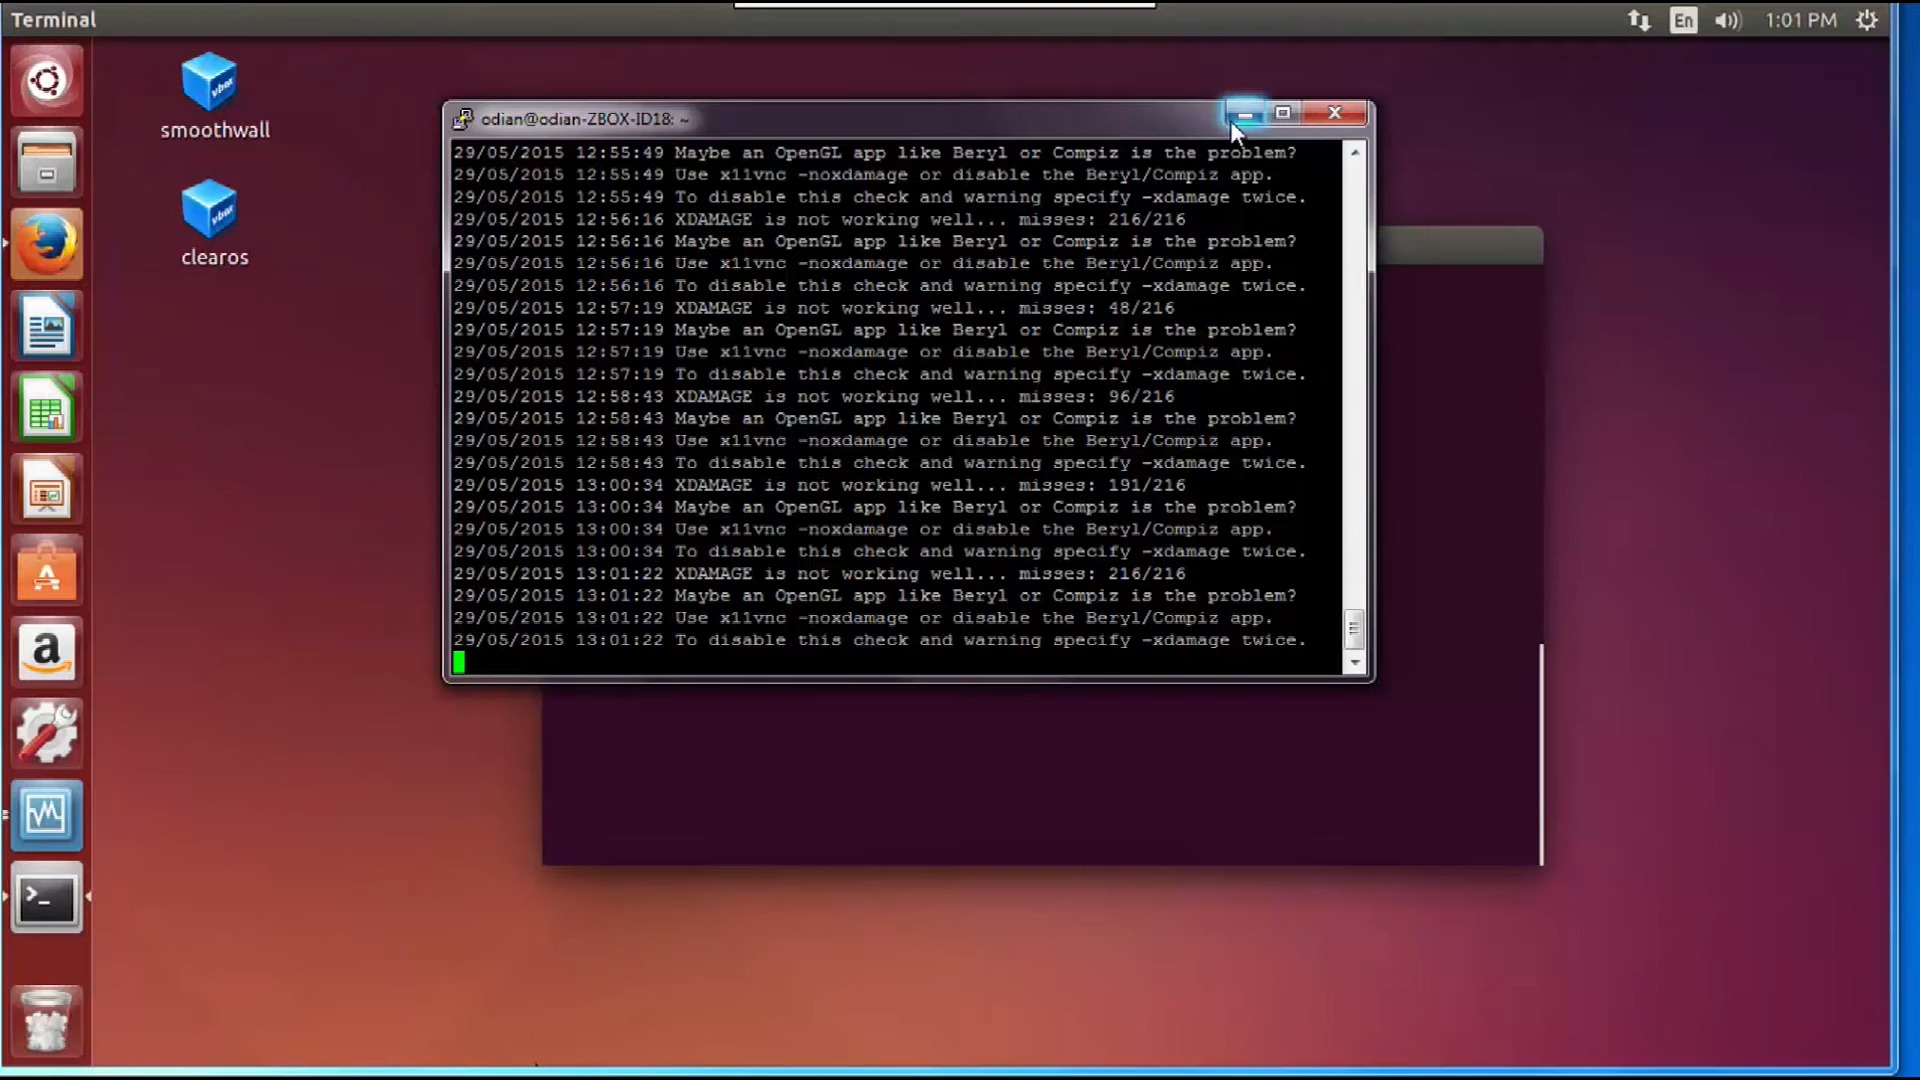 Terminal
En
1:01 PM
vbox
smoothwall
vbox
clearos
odian@odian-ZBOX-ID18: ~
29/05/2015 12:55:49 Maybe an OpenGL app like Beryl or Compiz is the problem?
29/05/2015 12:55:49 Use x11vnc -noxdamage or disable the Beryl/Compiz app.
29/05/2015 12:55:49 To disable this check and warning specify -xdamage twice.
29/05/2015 12:56:16 XDAMAGE is not working well... misses: 216/216
29/05/2015 12:56:16 Maybe an OpenGL app like Beryl or Compiz is the problem?
29/05/2015 12:56:16 Use x11vnc -noxdamage or disable the Beryl/Compiz app.
29/05/2015 12:56:16 To disable this check and warning specify -xdamage twice.
29/05/2015 12:57:19 XDAMAGE is not working well... misses: 48/216
29/05/2015 12:57:19 Maybe an OpenGL app like Beryl or Compiz is the problem?
29/05/2015 12:57:19 Use x11vnc -noxdamage or disable the Beryl/Compiz app.
29/05/2015 12:57:19 To disable this check and warning specify -xdamage twice.
29/05/2015 12:58:43 XDAMAGE is not working well... misses: 96/216
29/05/2015 12:58:43 Maybe an OpenGL app like Beryl or Compiz is the problem?
29/05/2015 12:58:43 Use x11vnc -noxdamage or disable the Beryl/Compiz app.
29/05/2015 12:58:43 To disable this check and warning specify -xdamage twice.
29/05/2015 13:00:34 XDAMAGE is not working well... misses: 191/216
29/05/2015 13:00:34 Maybe an OpenGL app like Beryl or Compiz is the problem?
29/05/2015 13:00:34 Use x11vnc -noxdamage or disable the Beryl/Compiz app.
29/05/2015 13:00:34 To disable this check and warning specify -xdamage twice.
29/05/2015 13:01:22 XDAMAGE is not working well... misses: 216/216
29/05/2015 13:01:22 Maybe an OpenGL app like Beryl or Compiz is the problem?
29/05/2015 13:01:22 Use x11vnc -noxdamage or disable the Beryl/Compiz app.
29/05/2015 13:01:22 To disable this check and warning specify -xdamage twice.